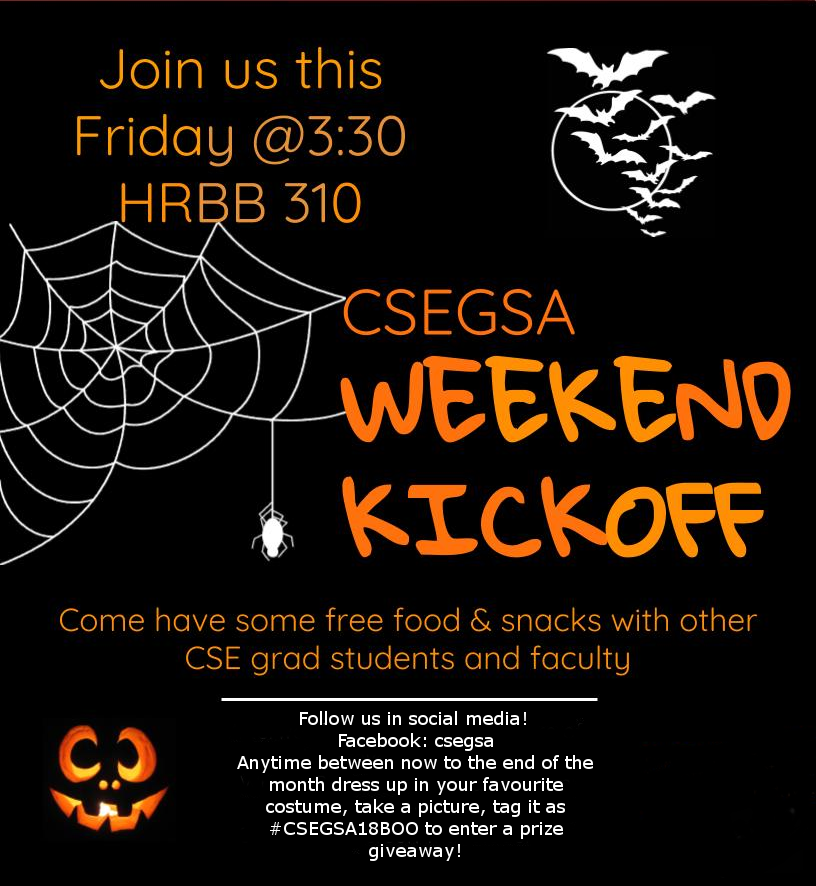 Join us this
Friday @3:30
HRBB 310
CSEGSA
WEEKEND
KICKOFF
Come have some free food & snacks with other
CSE grad students and faculty
Follow us in social media!
Facebook: csegsa
Anytime between now to the end of the
month dress up in your favourite
costume, take a picture, tag it as
#CSEGSA18BOO to enter a prize
giveaway!